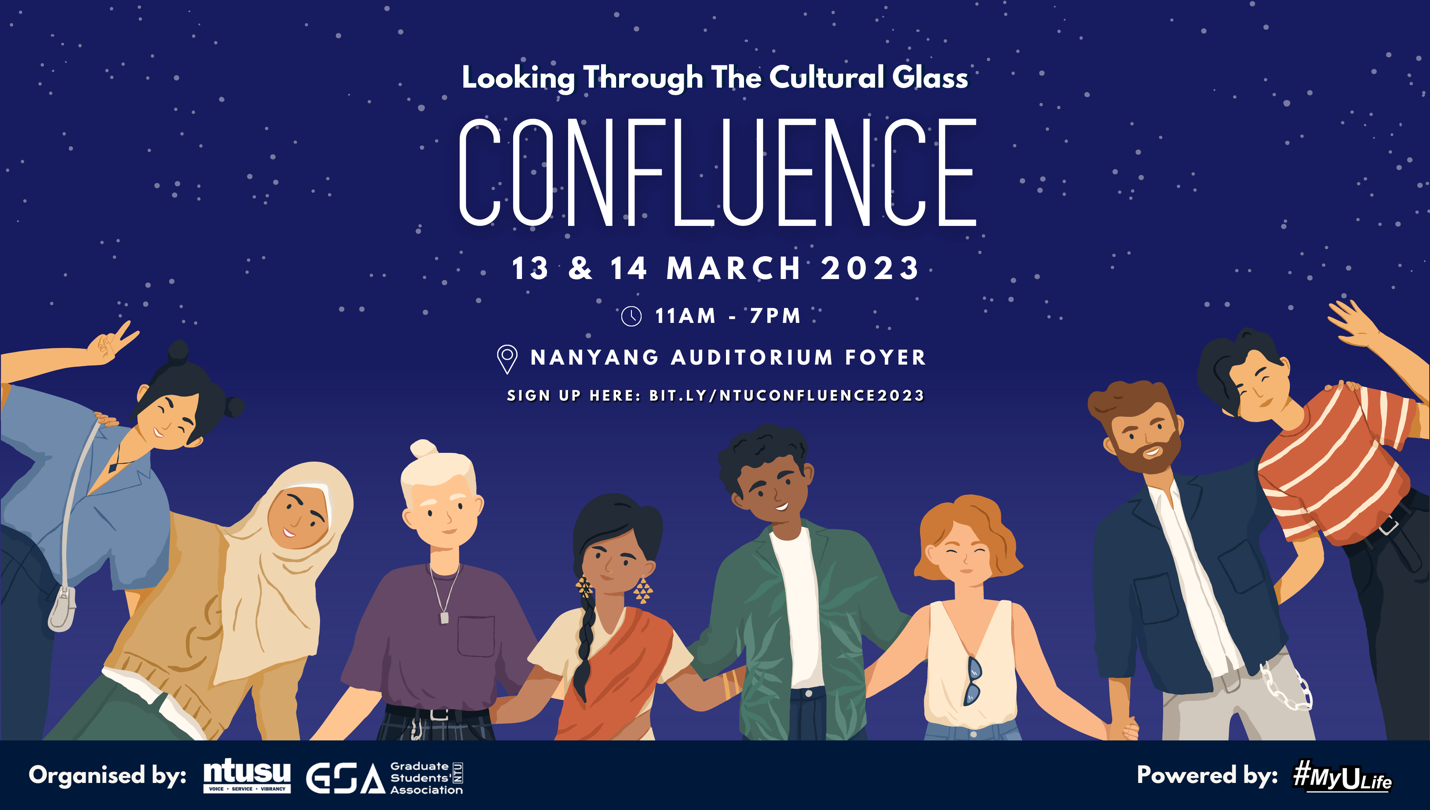 Looking Through The Cultural Glass
CONFLUENCE
13 & 14 MARCH 2023
11AM - 7PM
NANYANG AUDITORIUM FOYER
SIGN UP HERE: BIT.LY/NTUCONFLUENCE2023
Organised by:
ntusu
VOICE • SERVICE • VIBRANCY
GSA
Graduate
Students'
Association
NTU
Powered by:
#MyULife